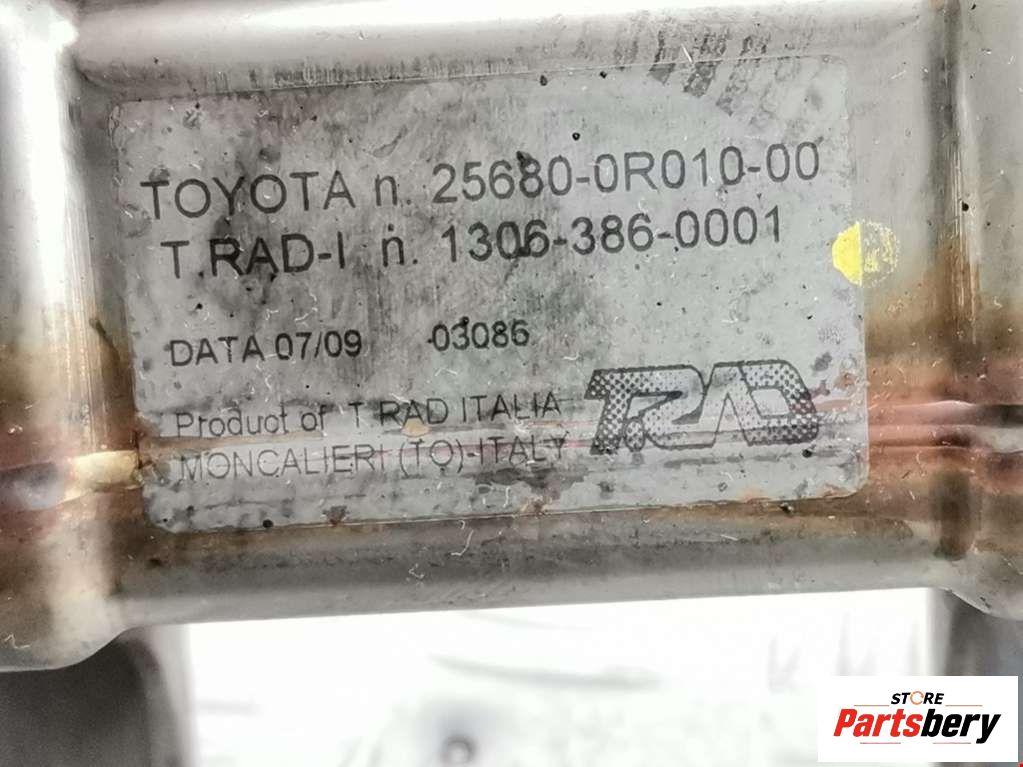 TOYOTA n. 25680-0R010-00
T.RAD-I n. 1306-386-0001
DATA 07/09 03086
Product of T.RAD ITALIA
MONCALIERI (TO)-ITALY
T.RAD
STORE
Partsbery